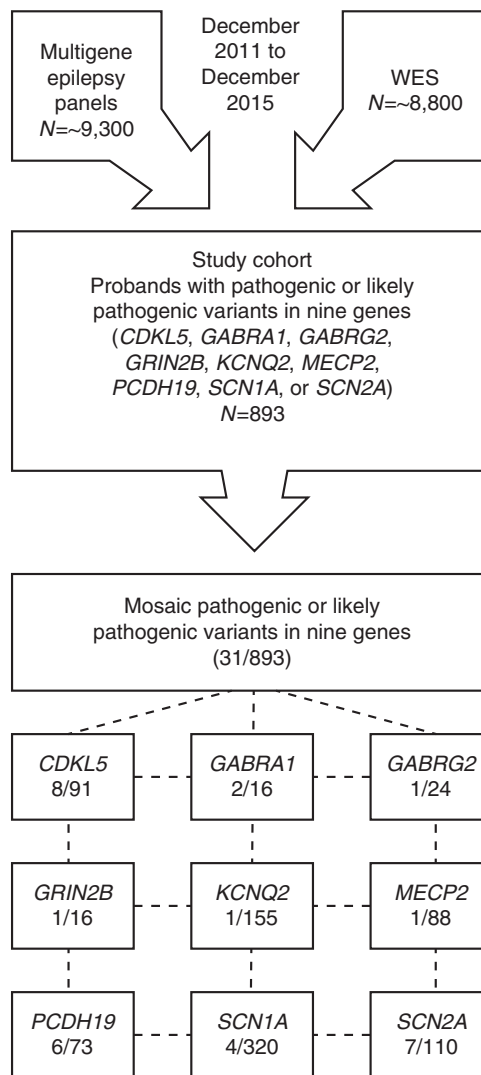 Multigene
epilepsy
panels
N=~9,300
December
2011 to
December
2015
WES
N=~8,800
Study cohort
Probands with pathogenic or likely
pathogenic variants in nine genes
(CDKL5, GABRA1, GABRG2,
GRIN2B, KCNQ2, MECP2,
PCDH19, SCN1A, or SCN2A)
N=893
Mosaic pathogenic or likely
pathogenic variants in nine genes
(31/893)
CDKL5
8/91
GABRA1
2/16
GABRG2
1/24
GRIN2B
1/16
KCNQ2
1/155
MECP2
1/88
PCDH19
6/73
SCN1A
4/320
SCN2A
7/110